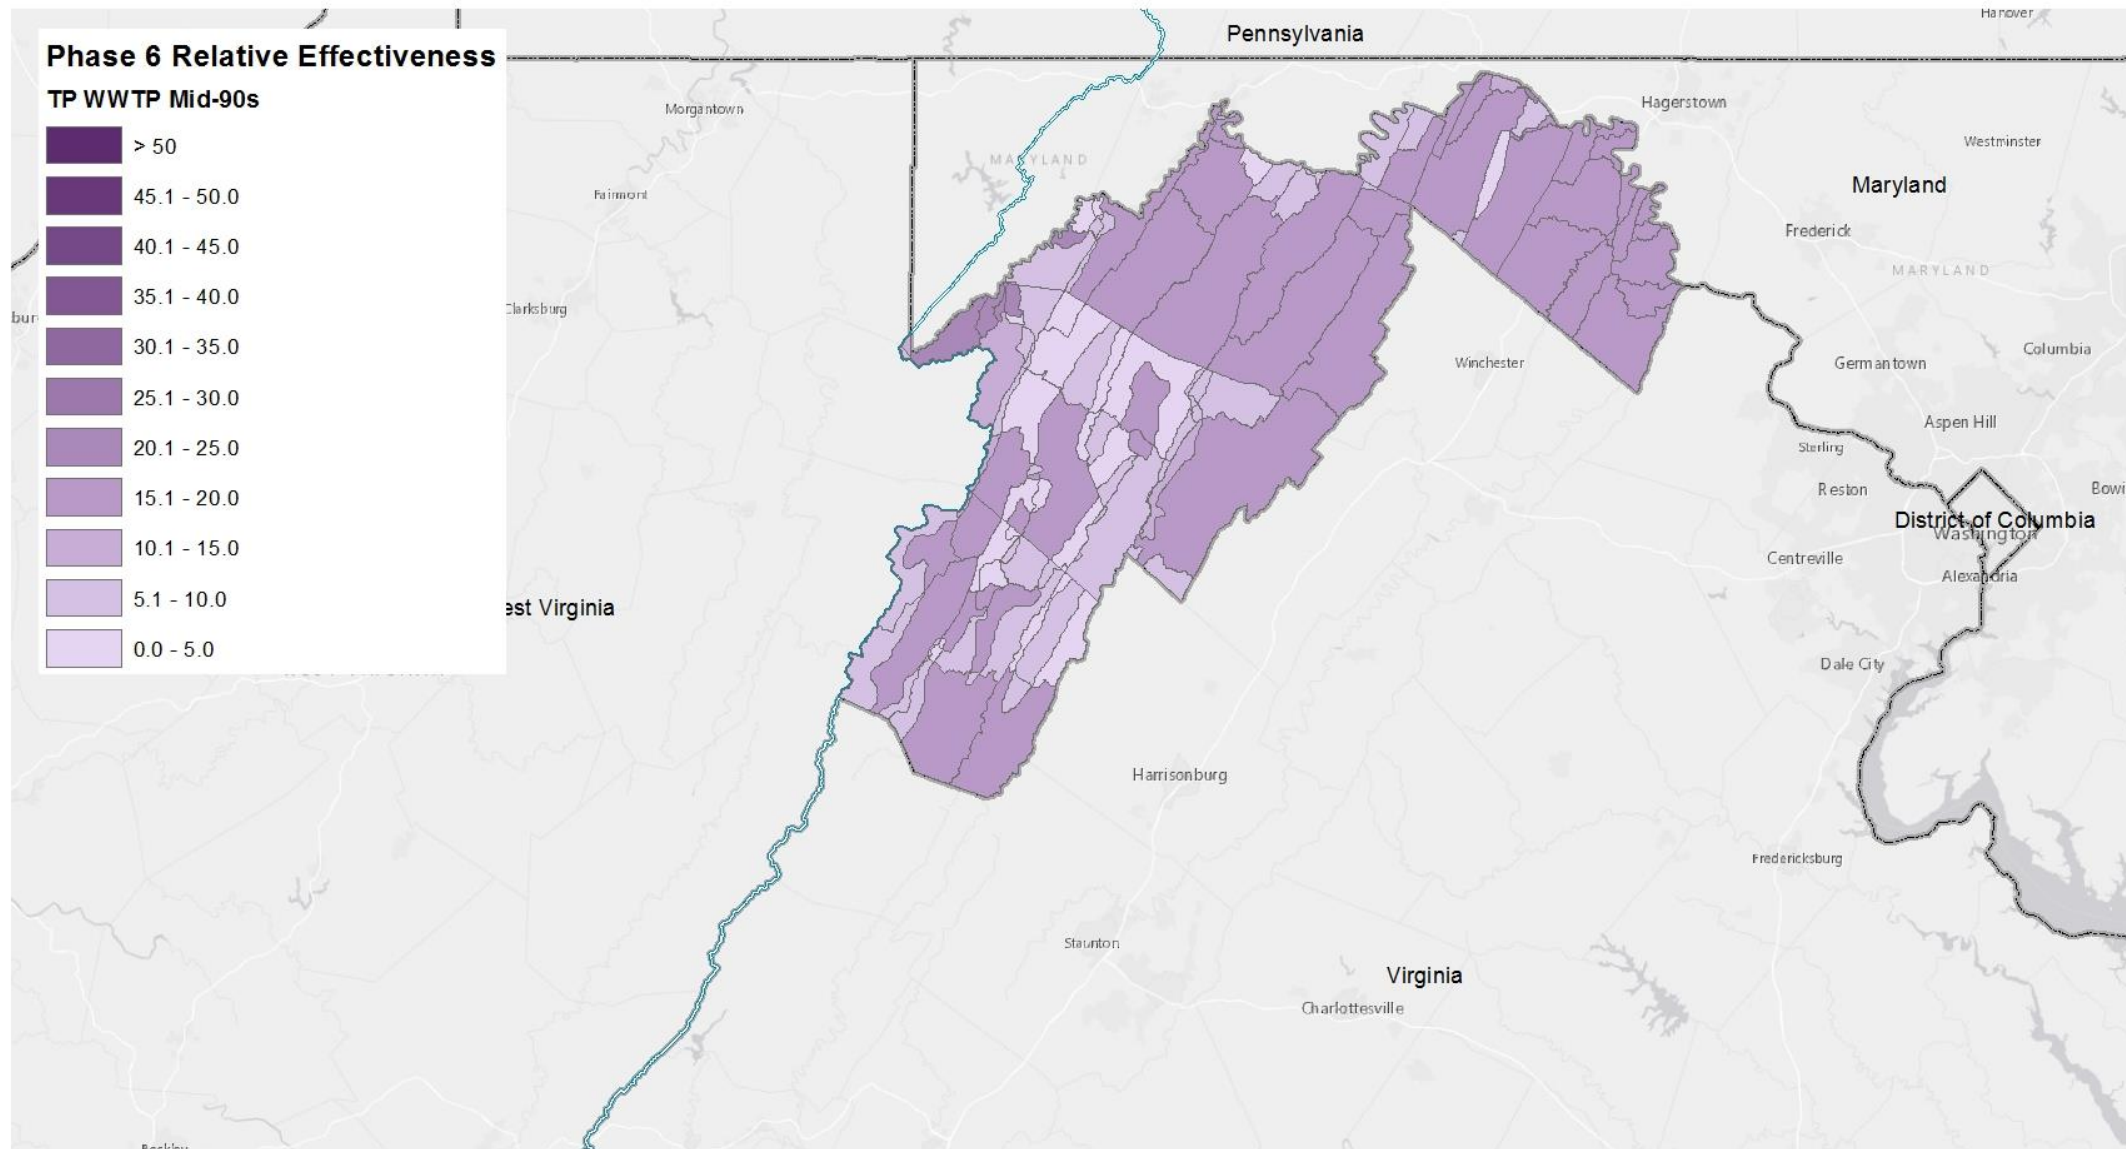 Phase 6 Relative Effectiveness
TP WWTP Mid-90s
> 50
45.1 - 50.0
40.1 - 45.0
35.1 - 40.0
30.1 - 35.0
25.1 - 30.0
20.1 - 25.0
15.1 - 20.0
10.1 - 15.0
5.1 - 10.0
0.0 - 5.0
Pennsylvania
Hanover
Morgantown
Hagerstown
Westminster
MARYLAND
Maryland
Fairmont
Frederick
MARYLAND
Clarksburg
bur
Winchester
Germantown
Columbia
Aspen Hill
Sterling
Reston
Bowi
District of Columbia
Washington
Centreville
Alexandria
est Virginia
Dale City
Harrisonburg
Fredericksburg
Staunton
Virginia
Charlottesville